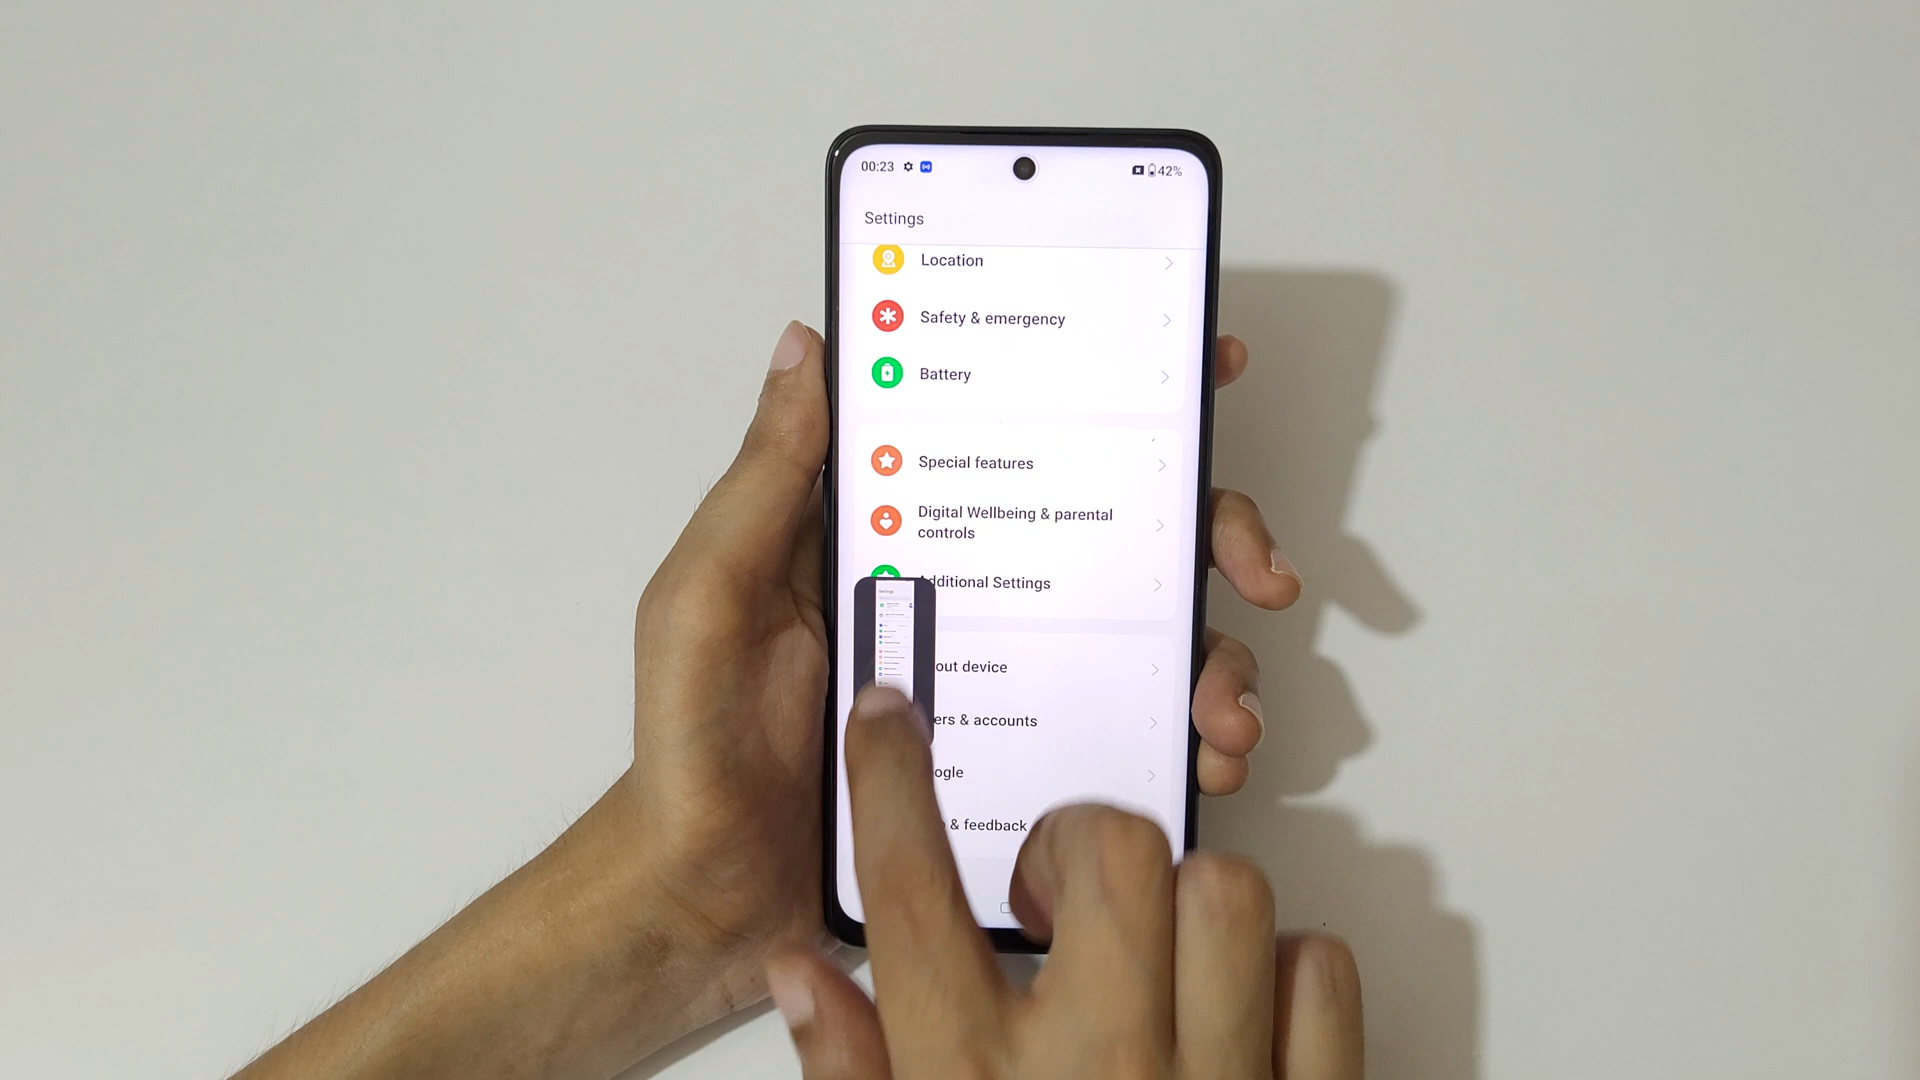 00:23
42%
Settings
Location
Safety & emergency
Battery
Special features
Digital Wellbeing & parental
controls
dditional Settings
out device
ers & accounts
ogle
& feedback
Settings